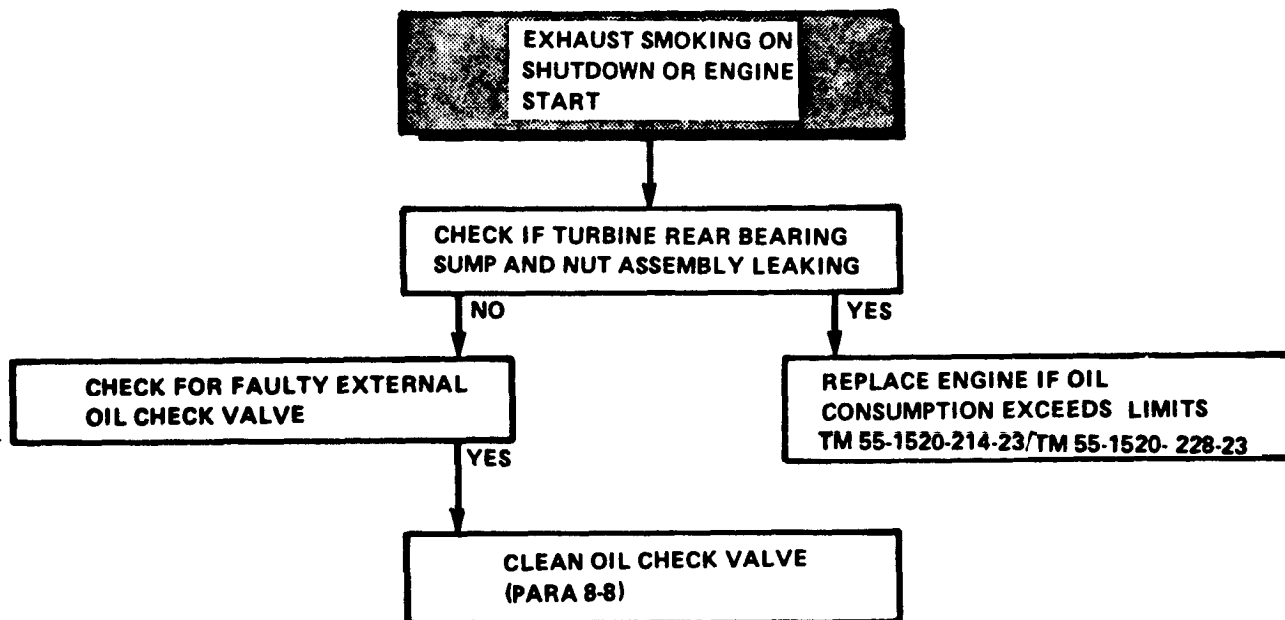 EXHAUST SMOKING ON
SHUTDOWN OR ENGINE
START
CHECK IF TURBINE REAR BEARING
SUMP AND NUT ASSEMBLY LEAKING
NO
YES
CHECK FOR FAULTY EXTERNAL
OIL CHECK VALVE
REPLACE ENGINE IF OIL
CONSUMPTION EXCEEDS LIMITS
TM 55-1520-214-23/TM 55-1520- 228-23
YES
CLEAN OIL CHECK VALVE
(PARA 8-8)